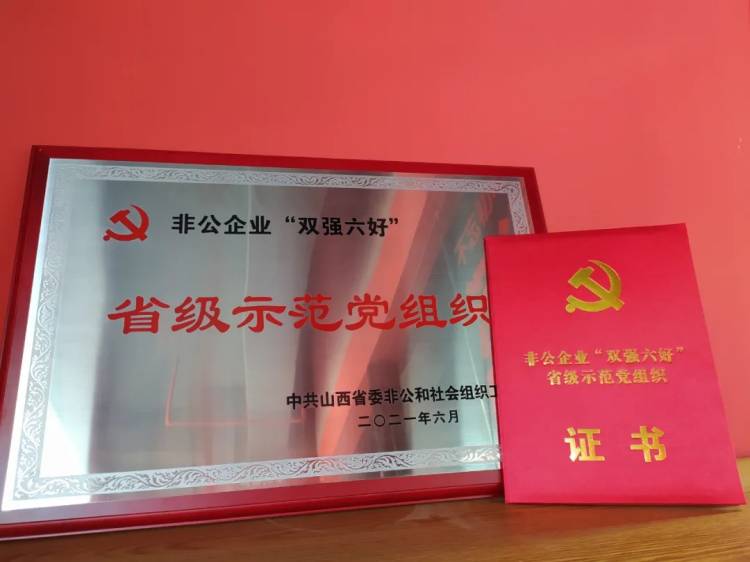 非公企业“双强六好”
省级示范党组织
中共山西省委非公和社会组织工
二〇二一年六月
非公企业“双强六好”
省级示范党组织
证书